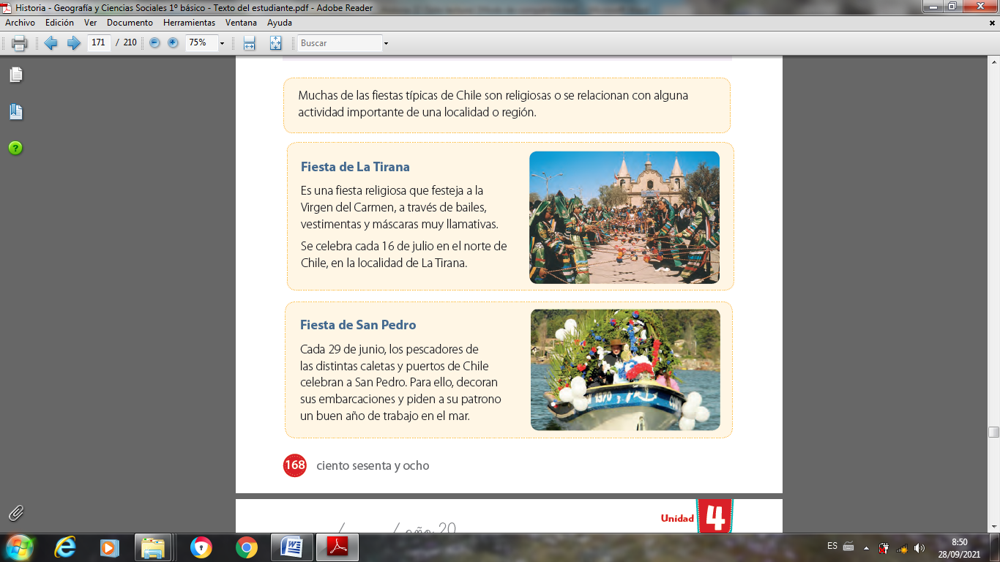 Historia - Geografía y Ciencias Sociales 1º básico - Texto del estudiante.pdf - Adobe Reader
Archivo Edición Ver Documento Herramientas Ventana Ayuda
171 / 210 75% Buscar
Muchas de las fiestas típicas de Chile son religiosas o se relacionan con alguna
actividad importante de una localidad o región.
Fiesta de La Tirana
Es una fiesta religiosa que festeja a la
Virgen del Carmen, a través de bailes,
vestimentas y máscaras muy llamativas.
Se celebra cada 16 de julio en el norte de
Chile, en la localidad de La Tirana.
Fiesta de San Pedro
Cada 29 de junio, los pescadores de
las distintas caletas y puertos de Chile
celebran a San Pedro. Para ello, decoran
sus embarcaciones y piden a su patrono
un buen año de trabajo en el mar.
1370
168 ciento sesenta y ocho
Unidad 4
/ / año 20
ES 8:50
28/09/2021